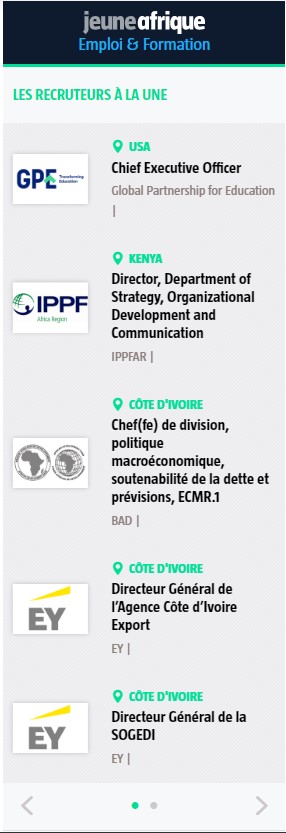 jeuneafrique
Emploi & Formation
LES RECRUTEURS À LA UNE
USA
GPE Transforming
Education
Chief Executive Officer
Global Partnership for Education
|
KENYA
IPPF
Africa Region
Director, Department of
Strategy, Organizational
Development and
Communication
IPPFAR |
CÔTE D'IVOIRE
Chef(fe) de division,
politique
macroéconomique,
soutenabilité de la dette et
prévisions, ECMR.1
BAD |
CÔTE D'IVOIRE
EY
Directeur Général de
l’Agence Côte d’Ivoire
Export
EY |
CÔTE D'IVOIRE
EY
Directeur Général de la
SOGEDI
EY |